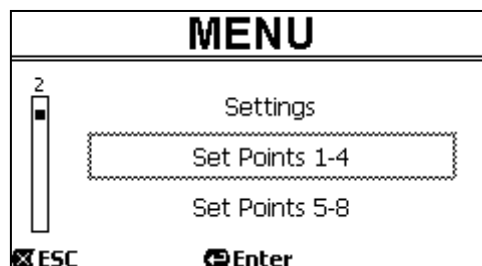 MENU
2
Settings
Set Points 1-4
Set Points 5-8
ESC Enter